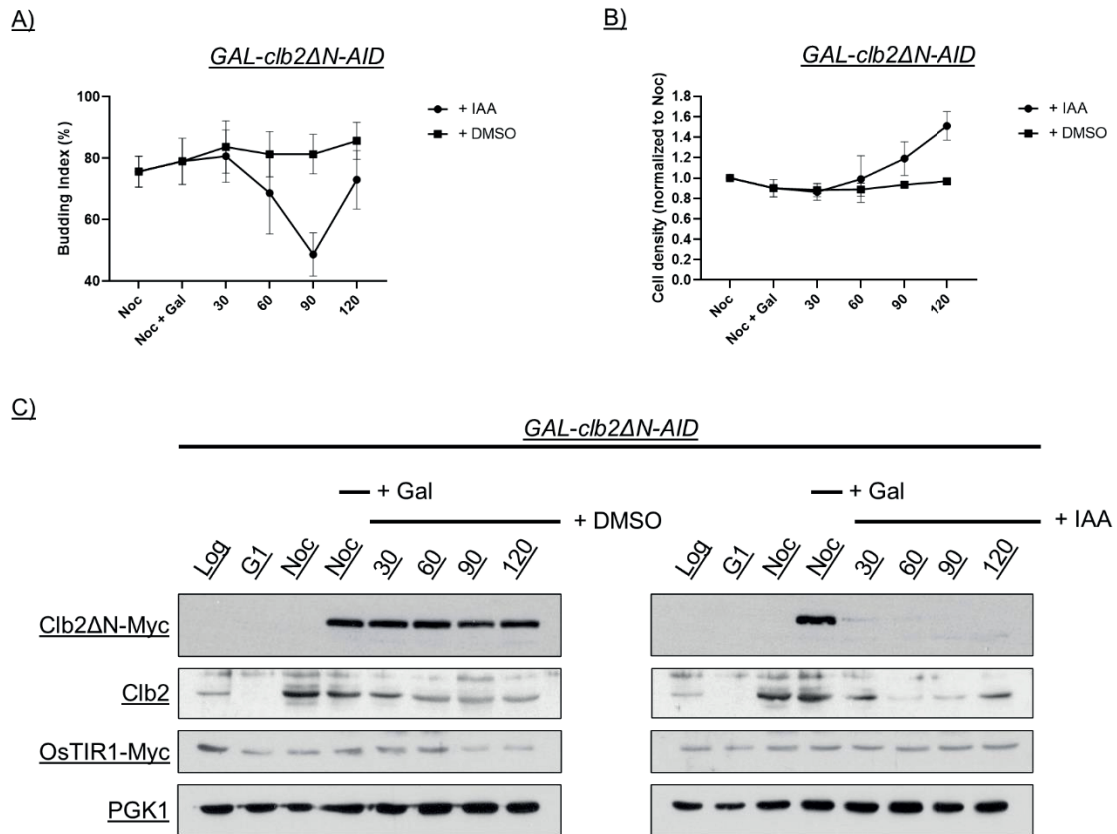 A)
GAL-clb2ΔN-AID
Budding Index (%)
100
80
60
40
Noc
Noc + Gal
30
60
90
120
+ IAA
+ DMSO
B)
GAL-clb2ΔN-AID
Cell density (normalized to Noc)
1.8
1.6
1.4
1.2
1.0
0.8
0.6
0.4
0.2
0.0
Noc
Noc + Gal
30
60
90
120
+ IAA
+ DMSO
C)
GAL-clb2ΔN-AID
+ Gal
+ DMSO
Log G1 Noc Noc 30 60 90 120
+ Gal
+ IAA
Log G1 Noc Noc 30 60 90 120
Clb2ΔN-Myc
Clb2
OsTIR1-Myc
PGK1